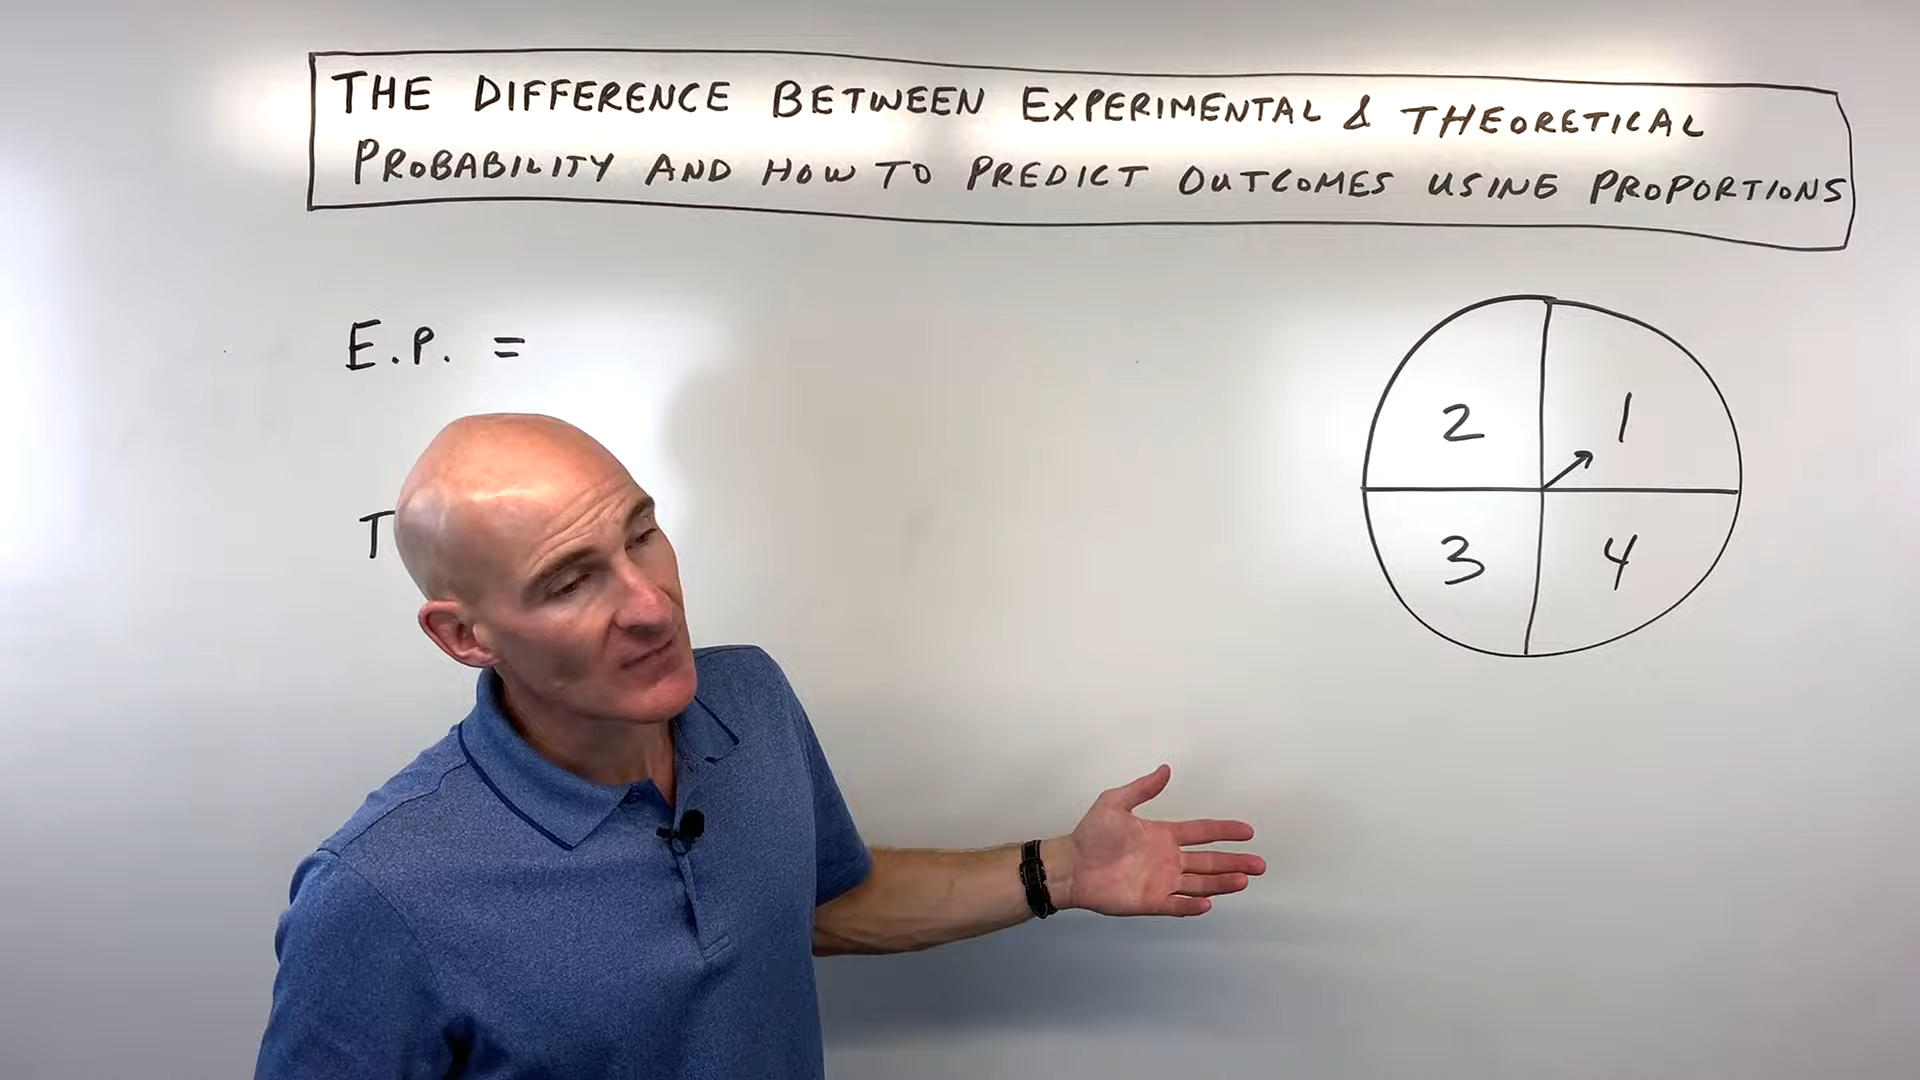 THE DIFFERENCE BETWEEN EXPERIMENTAL & THEORETICAL
PROBABILITY AND HOW TO PREDICT OUTCOMES USING PROPORTIONS
E.P. =
T
2 1
3 4